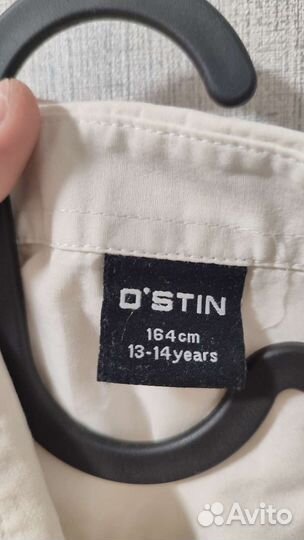 O'STIN
164cm
13-14years
Avito